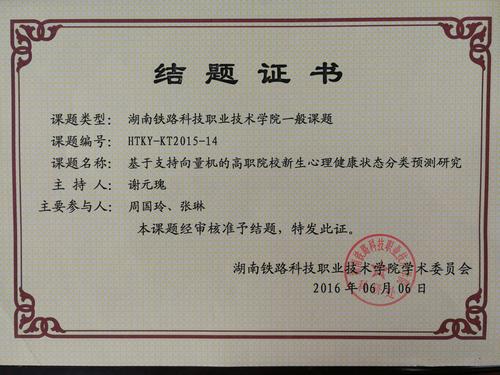 结题证书
课题类型：湖南铁路科技职业技术学院一般课题
课题编号：HTKY-KT2015-14
课题名称：基于支持向量机的高职院校新生心理健康状态分类预测研究
主持人：谢元瑰
主要参与人：周国玲、张琳
本课题经审核准予结题，特发此证。
湖南铁路科技职业技术学院学术委员会
2016年06月06日